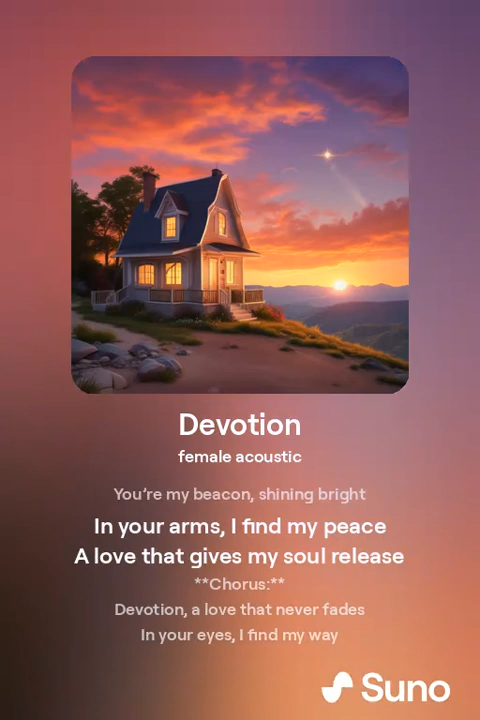 Devotion
female acoustic
You’re my beacon, shining bright
In your arms, I find my peace
A love that gives my soul release
**Chorus:**
Devotion, a love that never fades
In your eyes, I find my way
Suno